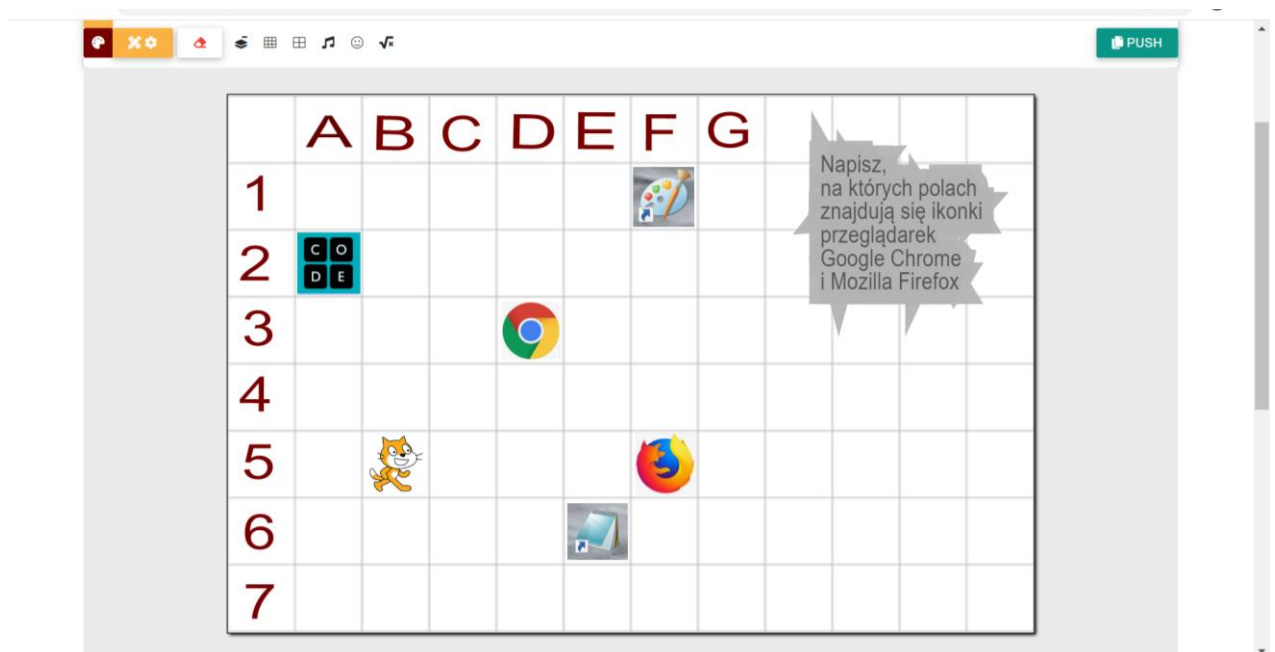 PUSH
A B C D E F G
1
2
3
4
5
6
7
C O
D E
Napisz,
na których polach
znajdują się ikonki
przeglądarek
Google Chrome
i Mozilla Firefox